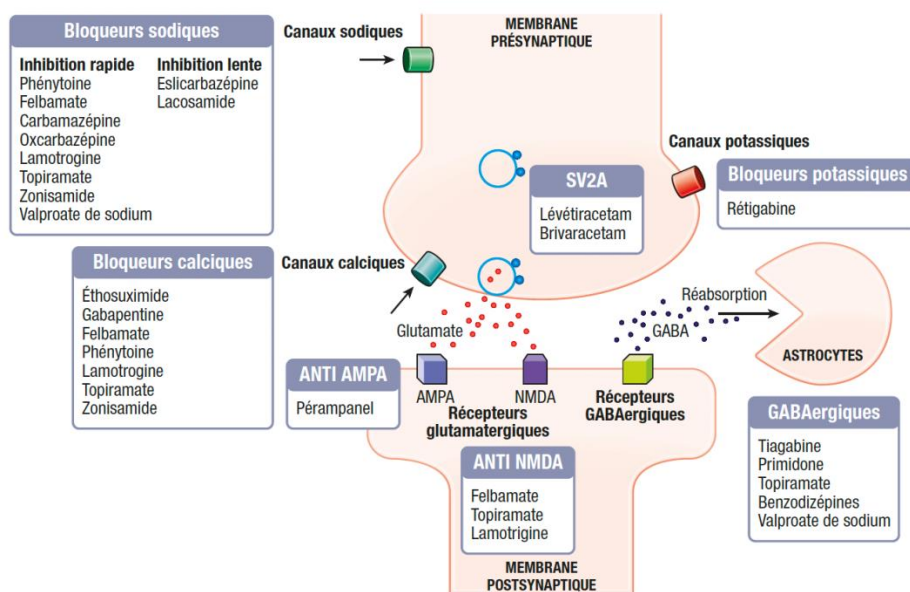 Bloqueurs sodiques
Inhibition rapide
Phénytoine
Felbamate
Carbamazépine
Oxcarbazépine
Lamotrogine
Topiramate
Zonisamide
Valproate de sodium
Inhibition lente
Eslicarbazépine
Lacosamide
Canaux sodiques
MEMBRANE
PRÉSYNAPTIQUE
Canaux potassiques
Bloqueurs potassiques
Rétigabine
SV2A
Lévétiracetam
Brivaracetam
Bloqueurs calciques
Éthosuximide
Gabapentine
Felbamate
Phénytoine
Lamotrogine
Topiramate
Zonisamide
Canaux calciques
Glutamate
GABA
Réabsorption
ASTROCYTES
ANTI AMPA
Pérampanel
AMPA
NMDA
Récepteurs
glutamatergiques
Récepteurs
GABAergiques
ANTI NMDA
Felbamate
Topiramate
Lamotrigine
GABAergiques
Tiagabine
Primidone
Topiramate
Benzodizépines
Valproate de sodium
MEMBRANE
POSTSYNAPTIQUE